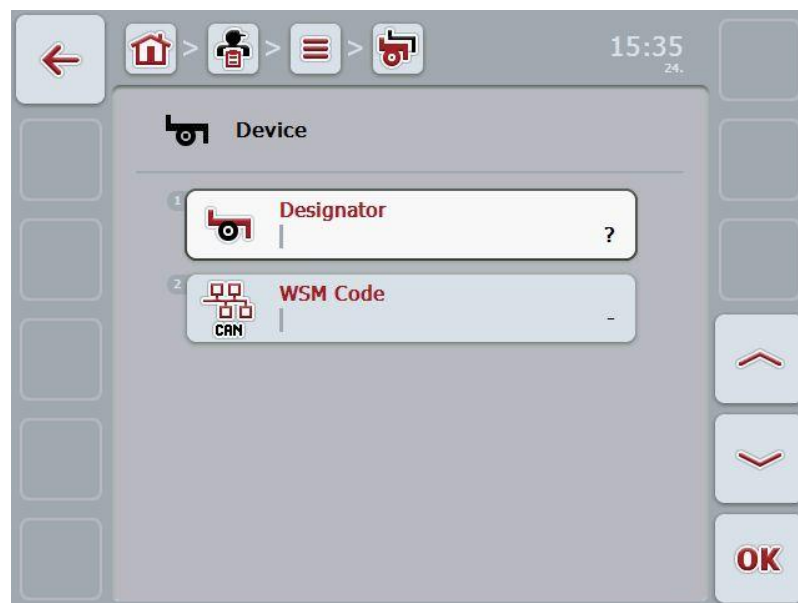 15:35
24.
Device
1
Designator
?
2
WSM Code
-
CAN
OK